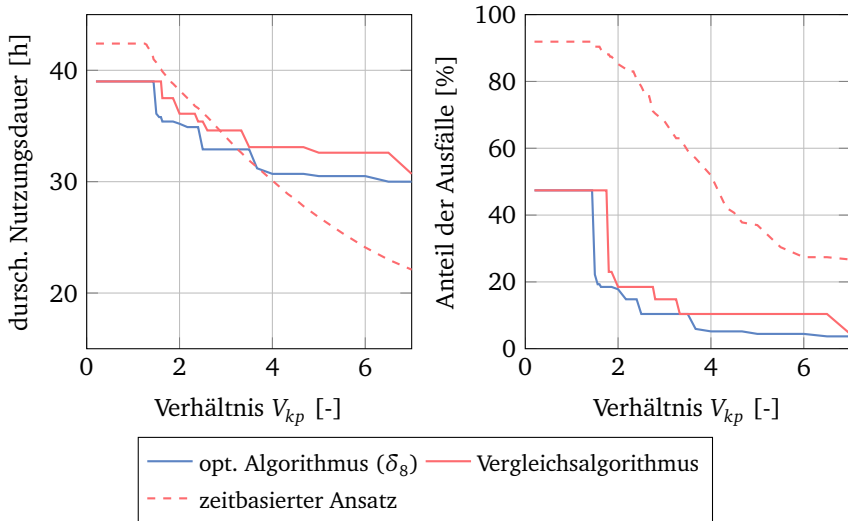 dursch. Nutzungsdauer [h]
40
30
20
0 2 4 6
Verhältnis V_kp [-]
Anteil der Ausfälle [%]
100
80
60
40
20
0
0 2 4 6
Verhältnis V_kp [-]
opt. Algorithmus (δ₈) Vergleichsalgorithmus
zeitbasierter Ansatz